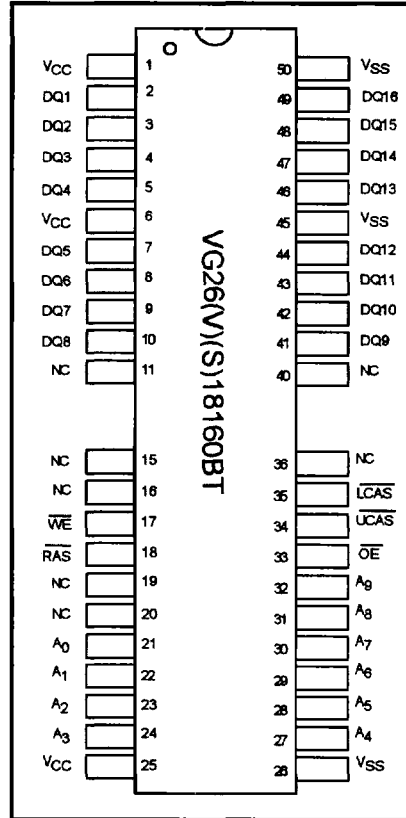 VCC 1 50 VSS
DQ1 2 49 DQ16
DQ2 3 48 DQ15
DQ3 4 47 DQ14
DQ4 5 46 DQ13
VCC 6 45 VSS
DQ5 7 44 DQ12
DQ6 8 43 DQ11
DQ7 9 42 DQ10
DQ8 10 41 DQ9
NC 11 40 NC
VG26(V)(S)18160BT
NC 15 36 NC
NC 16 35 LCAS
WE 17 34 UCAS
RAS 18 33 OE
NC 19 32 A9
NC 20 31 A8
A0 21 30 A7
A1 22 29 A6
A2 23 28 A5
A3 24 27 A4
VCC 25 26 VSS